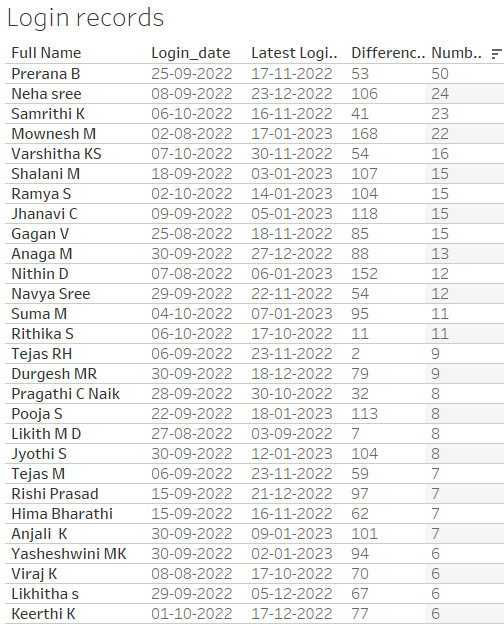 Login records
Full Name Login_date Latest Logi.. Differenc.. Numb..
Prerana B 25-09-2022 17-11-2022 53 50
Neha sree 08-09-2022 23-12-2022 106 24
Samrithi K 06-10-2022 16-11-2022 41 23
Mownesh M 02-08-2022 17-01-2023 168 22
Varshitha KS 07-10-2022 30-11-2022 54 16
Shalani M 18-09-2022 03-01-2023 107 15
Ramya S 02-10-2022 14-01-2023 104 15
Jhanavi C 09-09-2022 05-01-2023 118 15
Gagan V 25-08-2022 18-11-2022 85 15
Anaga M 30-09-2022 27-12-2022 88 13
Nithin D 07-08-2022 06-01-2023 152 12
Navya Sree 29-09-2022 22-11-2022 54 12
Suma M 04-10-2022 07-01-2023 95 11
Rithika S 06-10-2022 17-10-2022 11 11
Tejas RH 06-09-2022 23-11-2022 2 9
Durgesh MR 30-09-2022 18-12-2022 79 9
Pragathi C Naik 28-09-2022 30-10-2022 32 8
Pooja S 22-09-2022 18-01-2023 113 8
Likith M D 27-08-2022 03-09-2022 7 8
Jyothi S 30-09-2022 12-01-2023 104 8
Tejas M 06-09-2022 23-11-2022 59 7
Rishi Prasad 15-09-2022 21-12-2022 97 7
Hima Bharathi 15-09-2022 16-11-2022 62 7
Anjali K 30-09-2022 09-01-2023 101 7
Yasheshwini MK 30-09-2022 02-01-2023 94 6
Viraj K 08-08-2022 17-10-2022 70 6
Likhitha s 29-09-2022 05-12-2022 67 6
Keerthi K 01-10-2022 17-12-2022 77 6